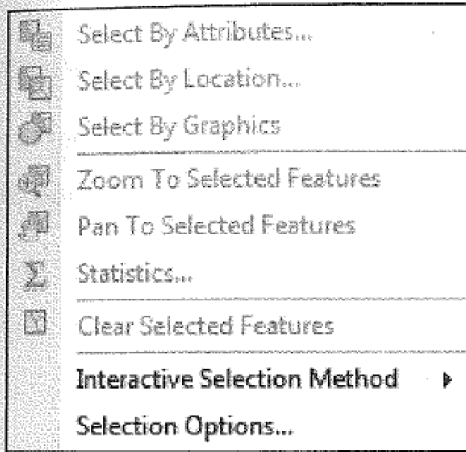 Select By Attributes...
Select By Location...
Select By Graphics
Zoom To Selected Features
Pan To Selected Features
Statistics...
Clear Selected Features
Interactive Selection Method
Selection Options...